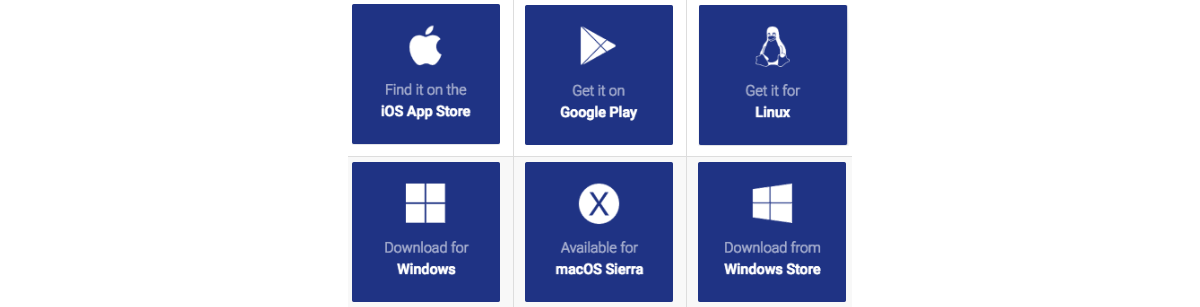 Find it on the
iOS App Store
Get it on
Google Play
Get it for
Linux
Download for
Windows
X
Available for
macOS Sierra
Download from
Windows Store